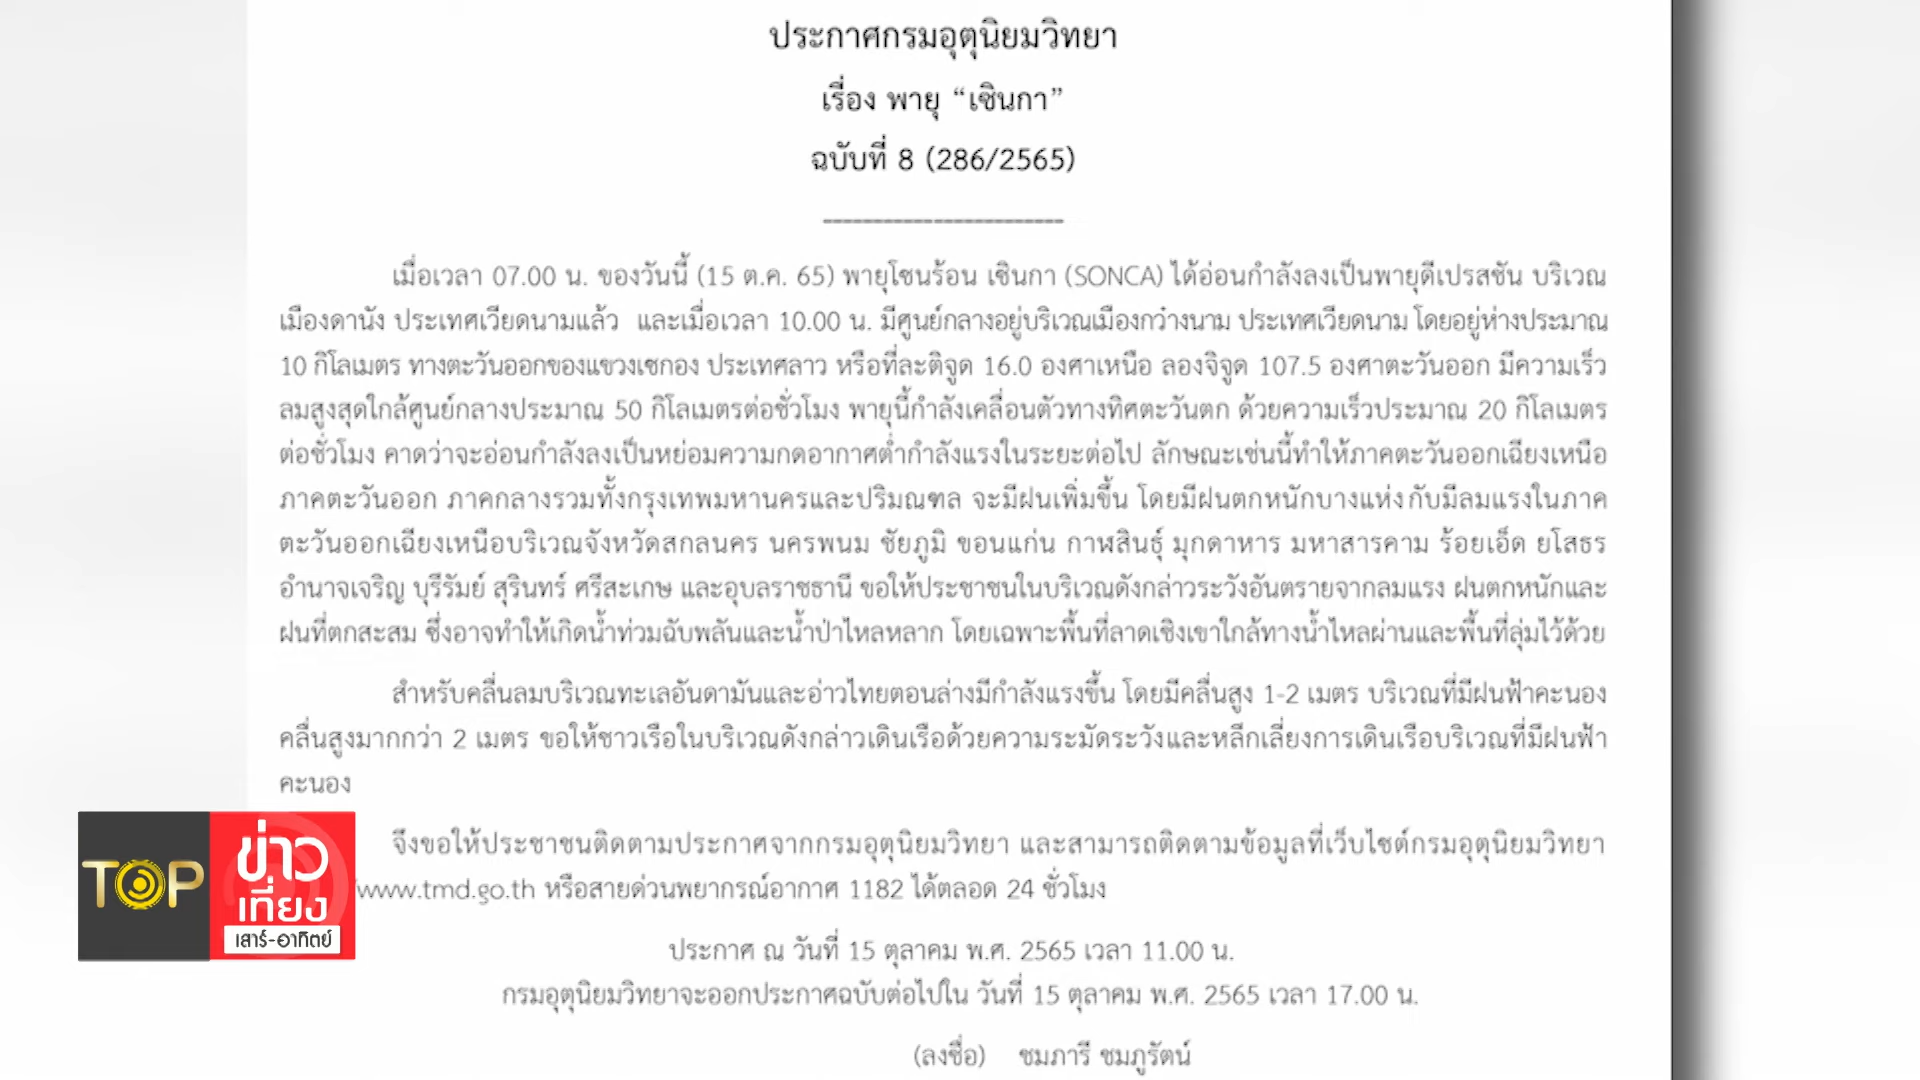 ประกาศกรมอุตุนิยมวิทยา
เรื่อง พายุ “เซินกา”
ฉบับที่ 8 (286/2565)
------------------------
เมื่อเวลา 07.00 น. ของวันนี้ (15 ต.ค. 65) พายุโซนร้อน เซินกา (SONCA) ได้อ่อนกำลังลงเป็นพายุดีเปรสชัน บริเวณ
เมืองดานัง ประเทศเวียดนามแล้ว และเมื่อเวลา 10.00 น. มีศูนย์กลางอยู่บริเวณเมืองกว๋างนาม ประเทศเวียดนาม โดยอยู่ห่างประมาณ
10 กิโลเมตร ทางตะวันออกของแขวงเซกอง ประเทศลาว หรือที่ละติจูด 16.0 องศาเหนือ ลองจิจูด 107.5 องศาตะวันออก มีความเร็ว
ลมสูงสุดใกล้ศูนย์กลางประมาณ 50 กิโลเมตรต่อชั่วโมง พายุนี้กำลังเคลื่อนตัวทางทิศตะวันตก ด้วยความเร็วประมาณ 20 กิโลเมตร
ต่อชั่วโมง คาดว่าจะอ่อนกำลังลงเป็นหย่อมความกดอากาศต่ำกำลังแรงในระยะต่อไป ลักษณะเช่นนี้ทำให้ภาคตะวันออกเฉียงเหนือ
ภาคตะวันออก ภาคกลางรวมทั้งกรุงเทพมหานครและปริมณฑล จะมีฝนเพิ่มขึ้น โดยมีฝนตกหนักบางแห่ง กับมีลมแรงในภาค
ตะวันออกเฉียงเหนือบริเวณจังหวัดสกลนคร นครพนม ชัยภูมิ ขอนแก่น กาฬสินธุ์ มุกดาหาร มหาสารคาม ร้อยเอ็ด ยโสธร
อำนาจเจริญ บุรีรัมย์ สุรินทร์ ศรีสะเกษ และอุบลราชธานี ขอให้ประชาชนในบริเวณดังกล่าวระวังอันตรายจากลมแรง ฝนตกหนักและ
ฝนที่ตกสะสม ซึ่งอาจทำให้เกิดน้ำท่วมฉับพลันและน้ำป่าไหลหลาก โดยเฉพาะพื้นที่ลาดเชิงเขาใกล้ทางน้ำไหลผ่านและพื้นที่ลุ่มไว้ด้วย
สำหรับคลื่นลมบริเวณทะเลอันดามันและอ่าวไทยตอนล่างมีกำลังแรงขึ้น โดยมีคลื่นสูง 1-2 เมตร บริเวณที่มีฝนฟ้าคะนอง
คลื่นสูงมากกว่า 2 เมตร ขอให้ชาวเรือในบริเวณดังกล่าวเดินเรือด้วยความระมัดระวังและหลีกเลี่ยงการเดินเรือบริเวณที่มีฝนฟ้า
คะนอง
จึงขอให้ประชาชนติดตามประกาศจากกรมอุตุนิยมวิทยา และสามารถติดตามข้อมูลที่เว็บไซต์กรมอุตุนิยมวิทยา
/www.tmd.go.th หรือสายด่วนพยากรณ์อากาศ 1182 ได้ตลอด 24 ชั่วโมง
ประกาศ ณ วันที่ 15 ตุลาคม พ.ศ. 2565 เวลา 11.00 น.
กรมอุตุนิยมวิทยาจะออกประกาศฉบับต่อไปใน วันที่ 15 ตุลาคม พ.ศ. 2565 เวลา 17.00 น.
(ลงชื่อ) ชมภารี ชมภูรัตน์
TOP
ข่าว
เที่ยง
เสาร์-อาทิตย์